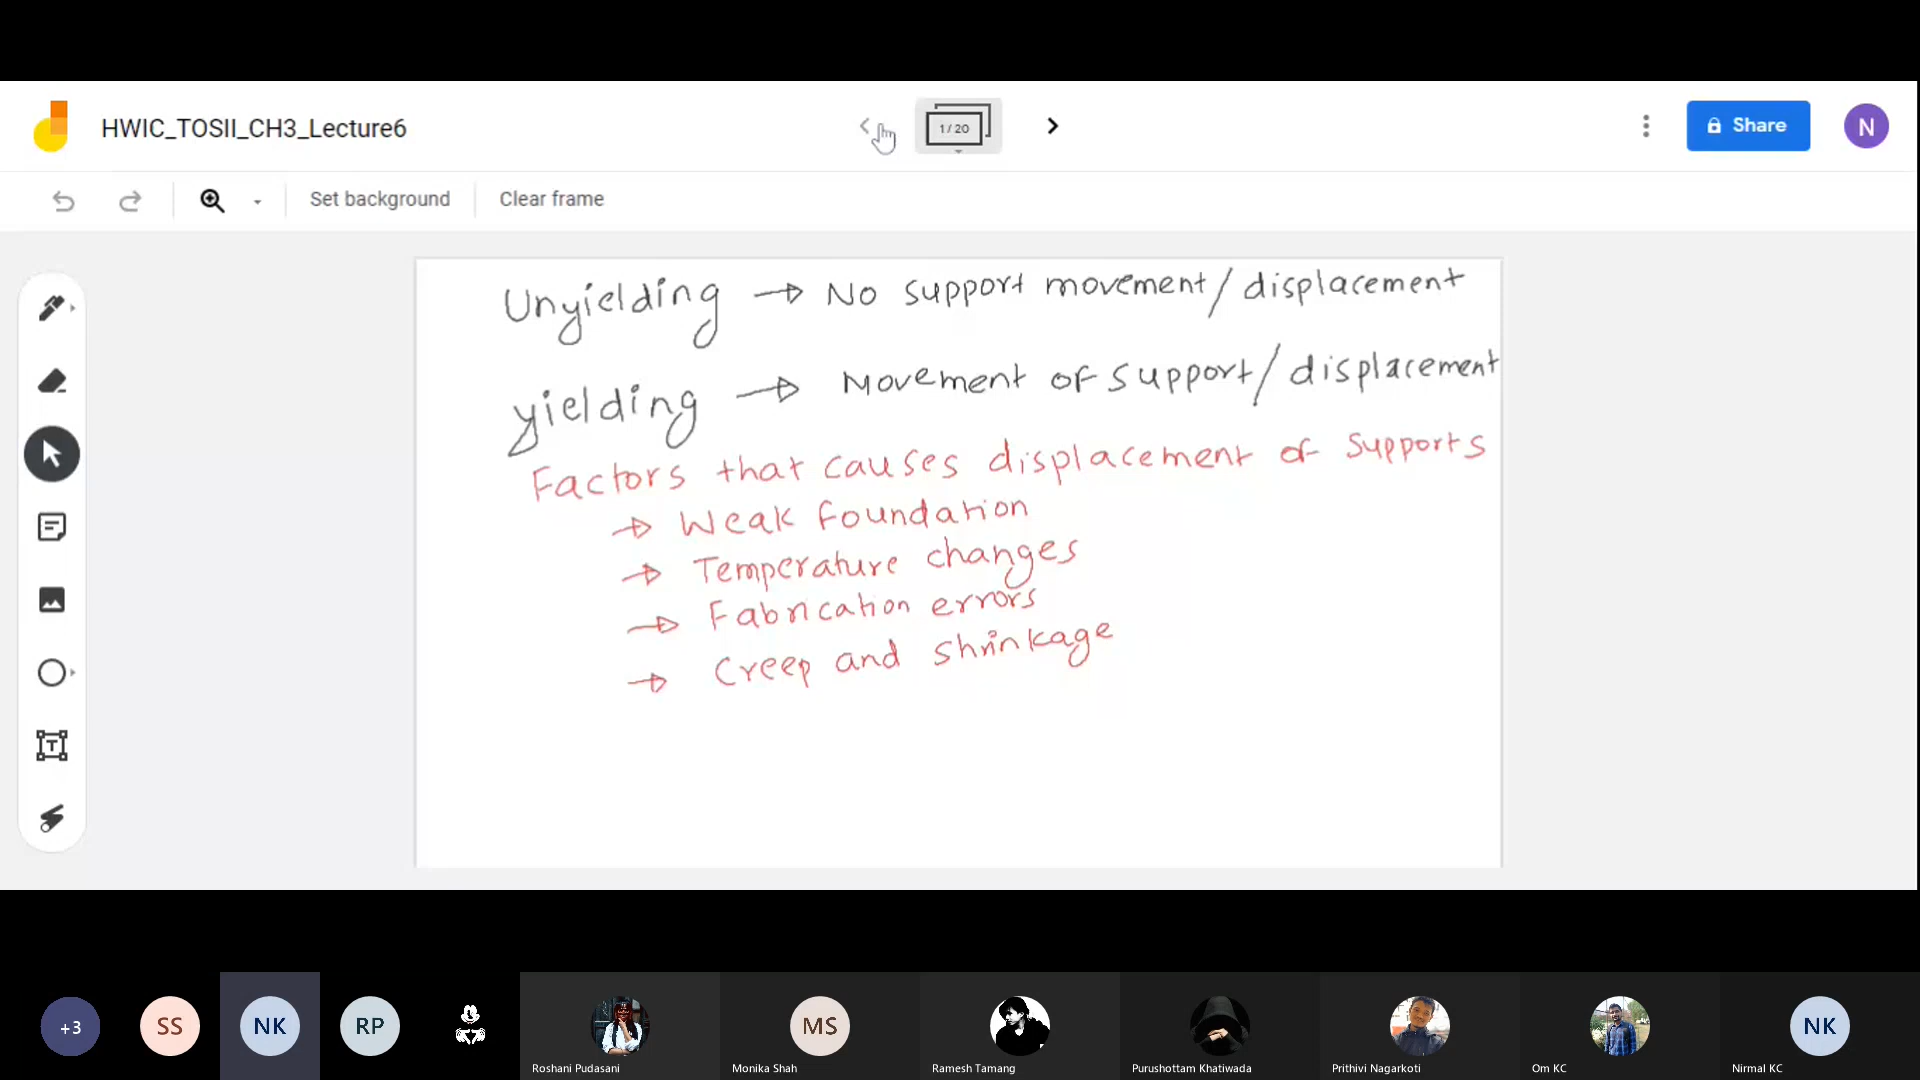 HWIC_TOSII_CH3_Lecture6
1 / 20
Share
N
Set background
Clear frame
Unyielding → No support movement/displacement
yielding → Movement of support/displacement
Factors that causes displacement of supports
→ Weak foundation
→ Temperature changes
→ Fabrication errors
→ Creep and shrinkage
+3
SS
NK
RP
MS
NK
Roshani Pudasani
Monika Shah
Ramesh Tamang
Purushottam Khatiwada
Prithivi Nagarkoti
Om KC
Nirmal KC